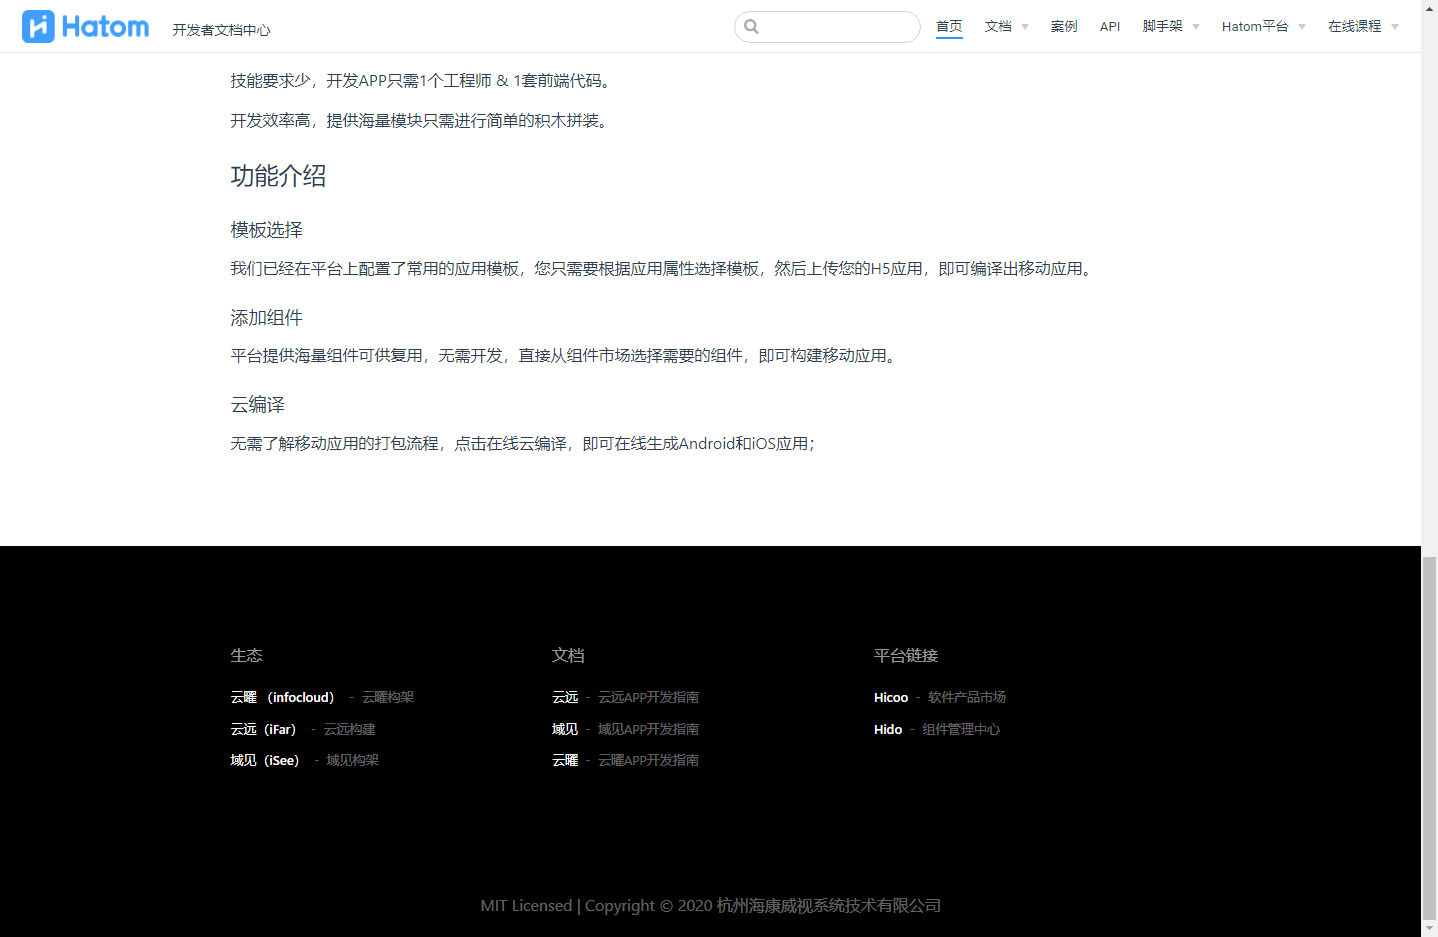 Hatom 开发者文档中心 首页 文档 案例 API 脚手架 Hatom平台 在线课程
技能要求少，开发APP只需1个工程师 & 1套前端代码。
开发效率高，提供海量模块只需进行简单的积木拼装。
功能介绍
模板选择
我们已经在平台上配置了常用的应用模板，您只需要根据应用属性选择模板，然后上传您的H5应用，即可编译出移动应用。
添加组件
平台提供海量组件可供复用，无需开发，直接从组件市场选择需要的组件，即可构建移动应用。
云编译
无需了解移动应用的打包流程，点击在线云编译，即可在线生成Android和iOS应用；
生态 文档 平台链接
云曜 （infocloud） - 云曜构架 云远 - 云远APP开发指南 Hicoo - 软件产品市场
云远（iFar） - 云远构建 域见 - 域见APP开发指南 Hido - 组件管理中心
域见（iSee） - 域见构架 云曜 - 云曜APP开发指南
MIT Licensed | Copyright © 2020 杭州海康威视系统技术有限公司